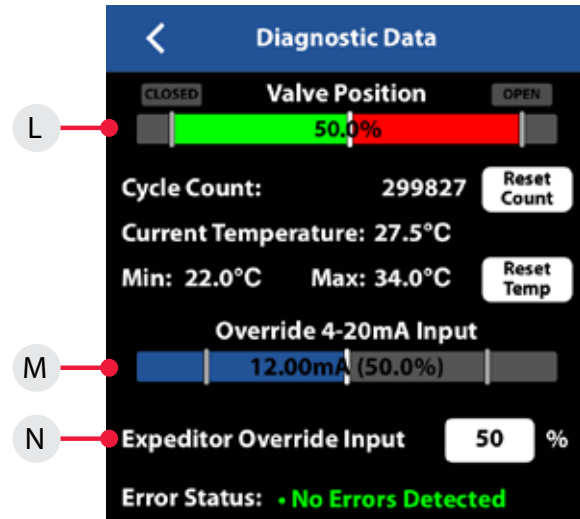 Diagnostic Data
CLOSED Valve Position OPEN
L 50.0%
Cycle Count: 299827 Reset Count
Current Temperature: 27.5°C
Min: 22.0°C Max: 34.0°C Reset Temp
Override 4-20mA Input
M 12.00mA (50.0%)
N Expeditor Override Input 50 %
Error Status: • No Errors Detected